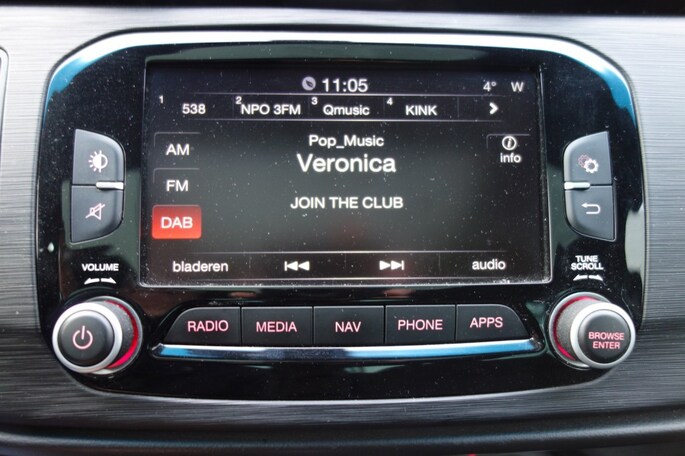 11:05 4° W
1 538 2 NPO 3FM 3 Qmusic 4 KINK
AM
Pop_Music
i
info
Veronica
FM
JOIN THE CLUB
DAB
bladeren audio
VOLUME
TUNE
SCROLL
RADIO MEDIA NAV PHONE APPS
BROWSE
ENTER